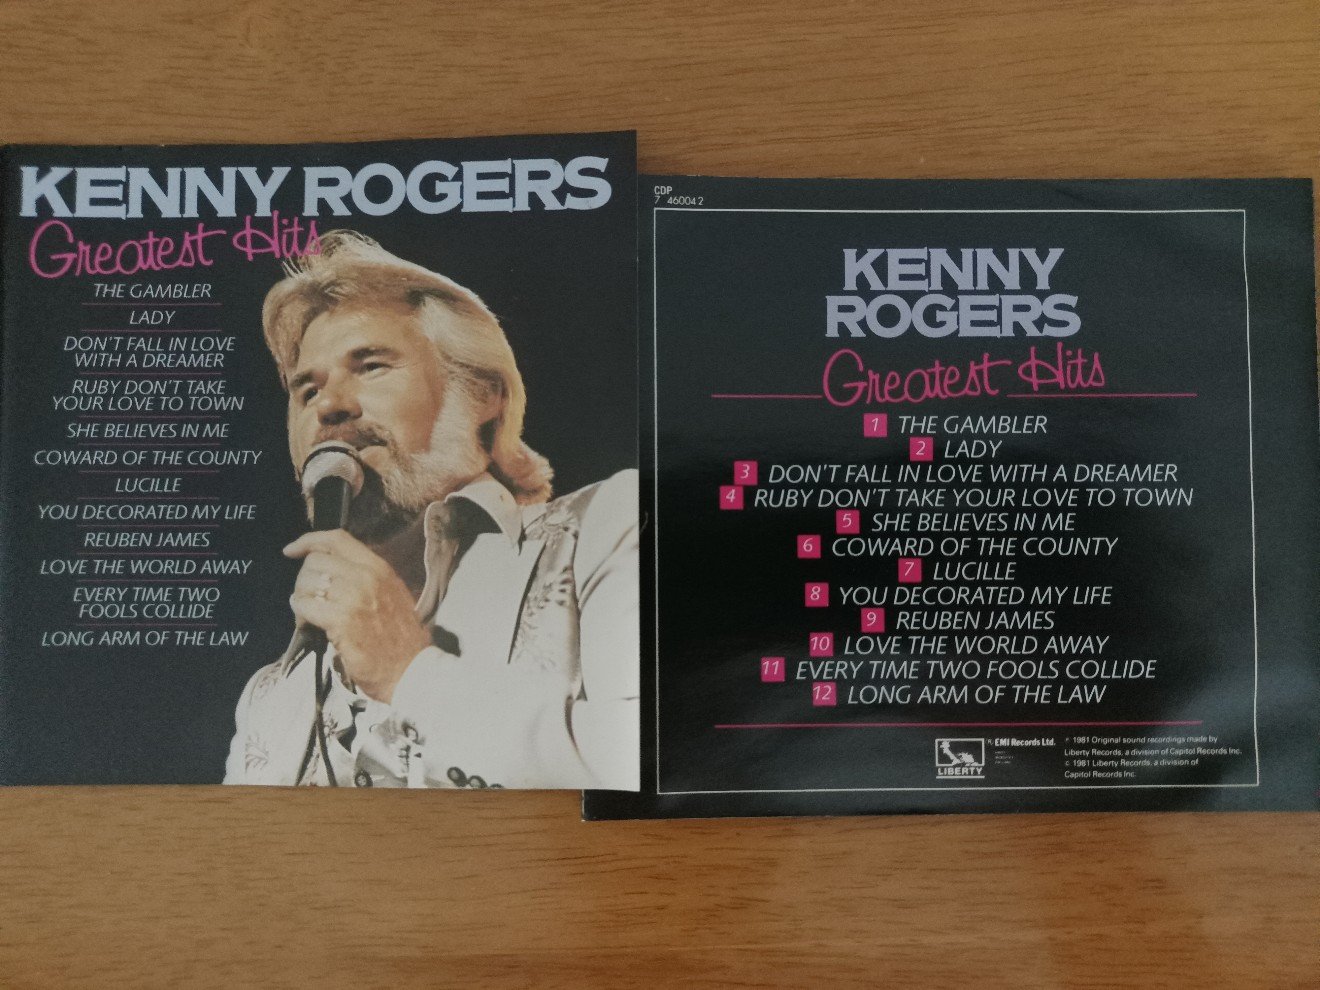 KENNY ROGERS
Greatest Hits
THE GAMBLER
LADY
DON'T FALL IN LOVE
WITH A DREAMER
RUBY DON'T TAKE
YOUR LOVE TO TOWN
SHE BELIEVES IN ME
COWARD OF THE COUNTY
LUCILLE
YOU DECORATED MY LIFE
REUBEN JAMES
LOVE THE WORLD AWAY
EVERY TIME TWO
FOOLS COLLIDE
LONG ARM OF THE LAW
CDP
7 46004 2
KENNY
ROGERS
Greatest Hits
1 THE GAMBLER
2 LADY
3 DON'T FALL IN LOVE WITH A DREAMER
4 RUBY DON'T TAKE YOUR LOVE TO TOWN
5 SHE BELIEVES IN ME
6 COWARD OF THE COUNTY
7 LUCILLE
8 YOU DECORATED MY LIFE
9 REUBEN JAMES
10 LOVE THE WORLD AWAY
11 EVERY TIME TWO FOOLS COLLIDE
12 LONG ARM OF THE LAW
LIBERTY
EMI Records Ltd.
℗ 1981 Original sound recordings made by
Liberty Records, a division of Capitol Records Inc.
© 1981 Liberty Records, a division of
Capitol Records Inc.